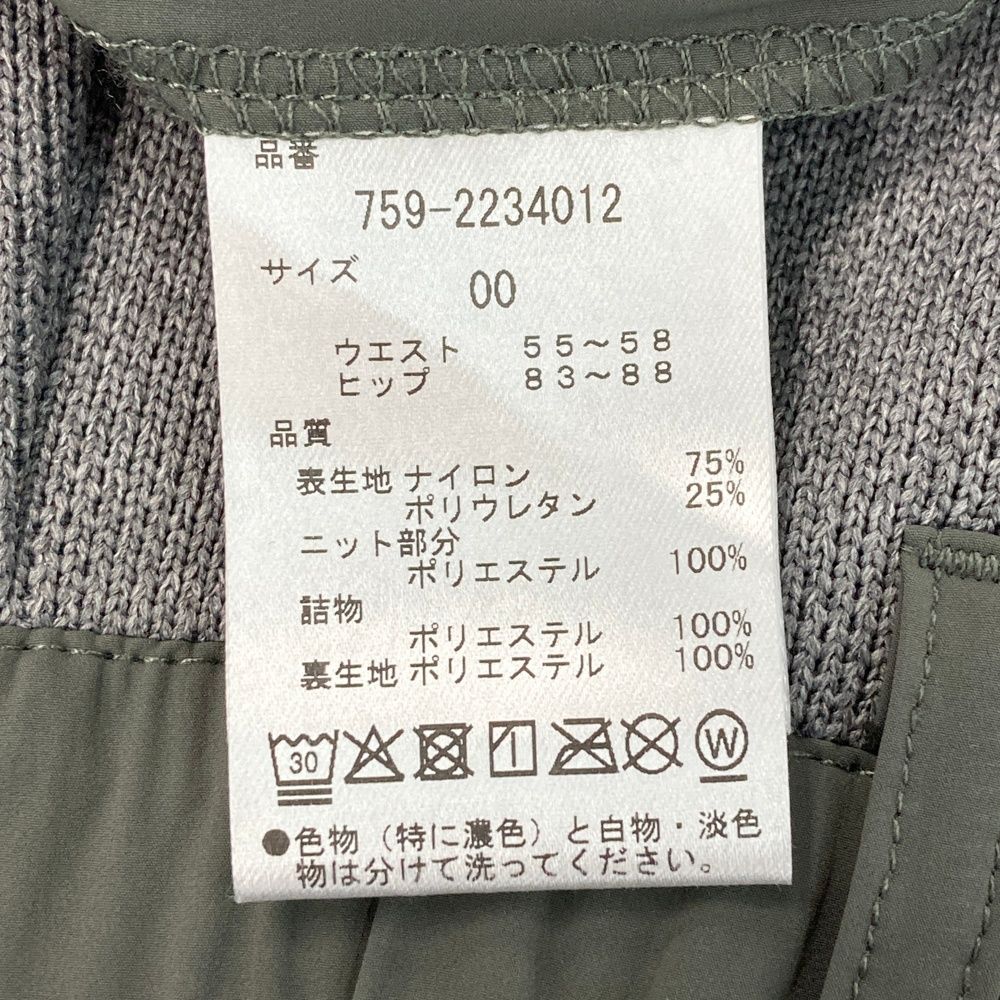 品番
759-2234012
サイズ
00
ウエスト 55～58
ヒップ 83～88
品質
表生地 ナイロン 75%
ポリウレタン 25%
ニット部分
ポリエステル 100%
詰物
ポリエステル 100%
裏生地 ポリエステル 100%
30
W
●色物（特に濃色）と白物・淡色
物は分けて洗ってください。